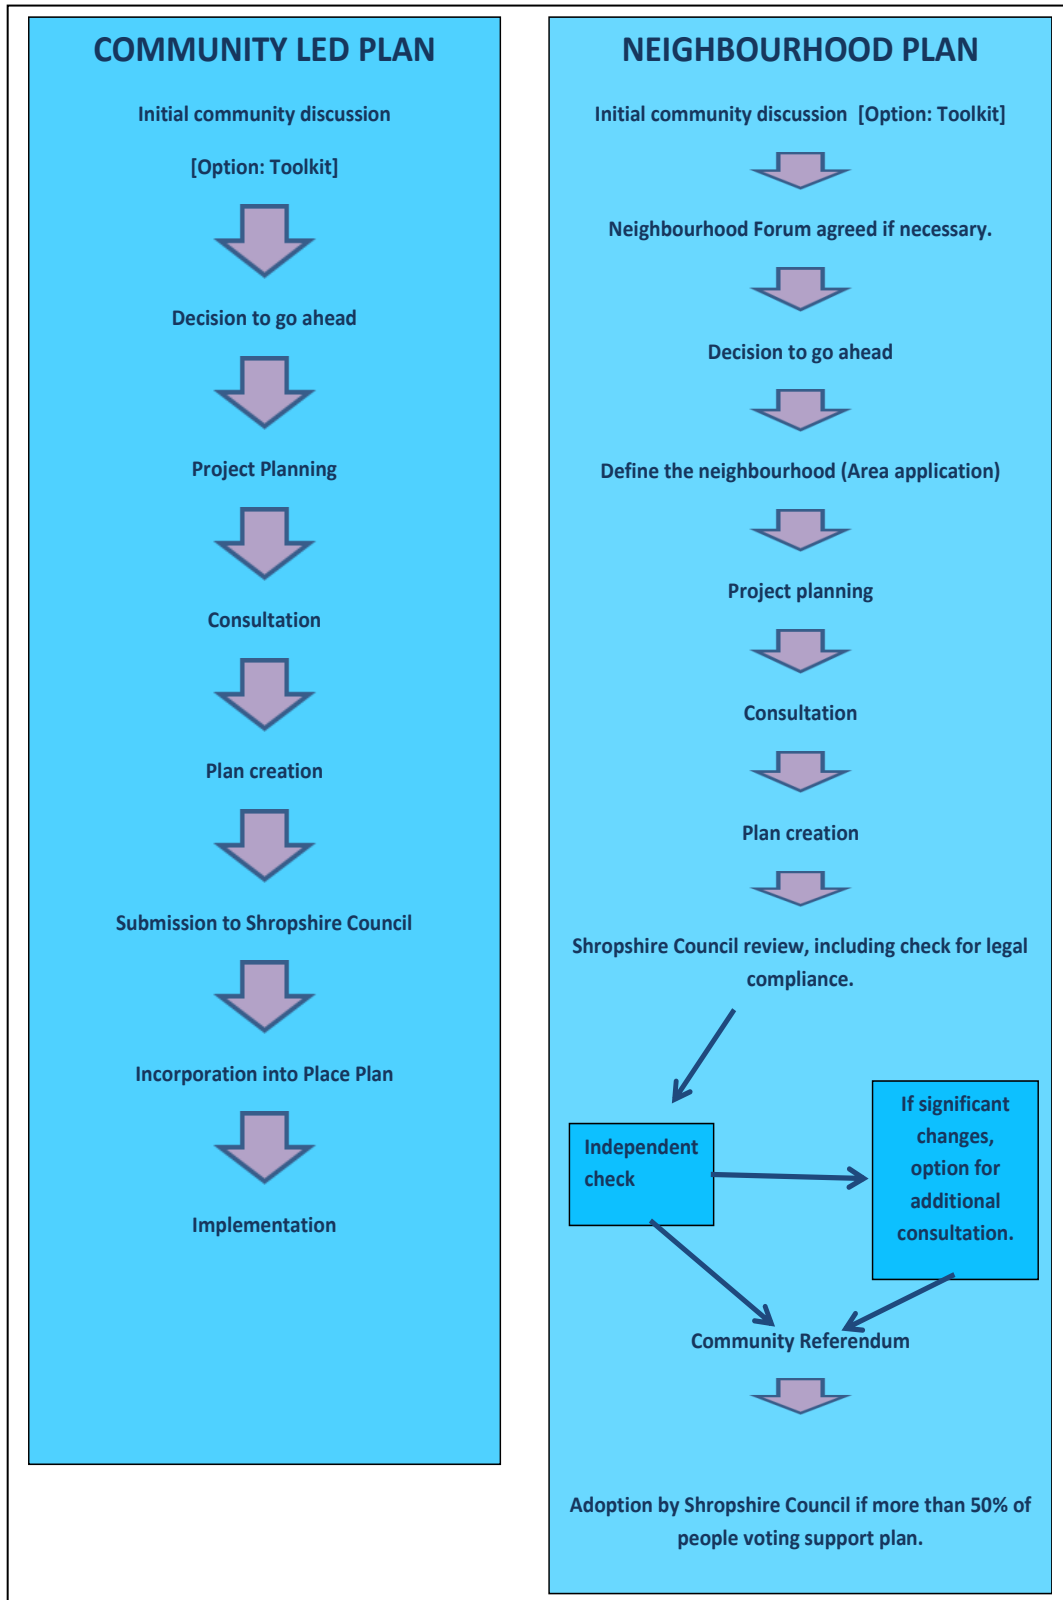 COMMUNITY LED PLAN
Initial community discussion
[Option: Toolkit]
Decision to go ahead
Project Planning
Consultation
Plan creation
Submission to Shropshire Council
Incorporation into Place Plan
Implementation
NEIGHBOURHOOD PLAN
Initial community discussion [Option: Toolkit]
Neighbourhood Forum agreed if necessary.
Decision to go ahead
Define the neighbourhood (Area application)
Project planning
Consultation
Plan creation
Shropshire Council review, including check for legal
compliance.
Independent
check
If significant
changes,
option for
additional
consultation.
Community Referendum
Adoption by Shropshire Council if more than 50% of
people voting support plan.